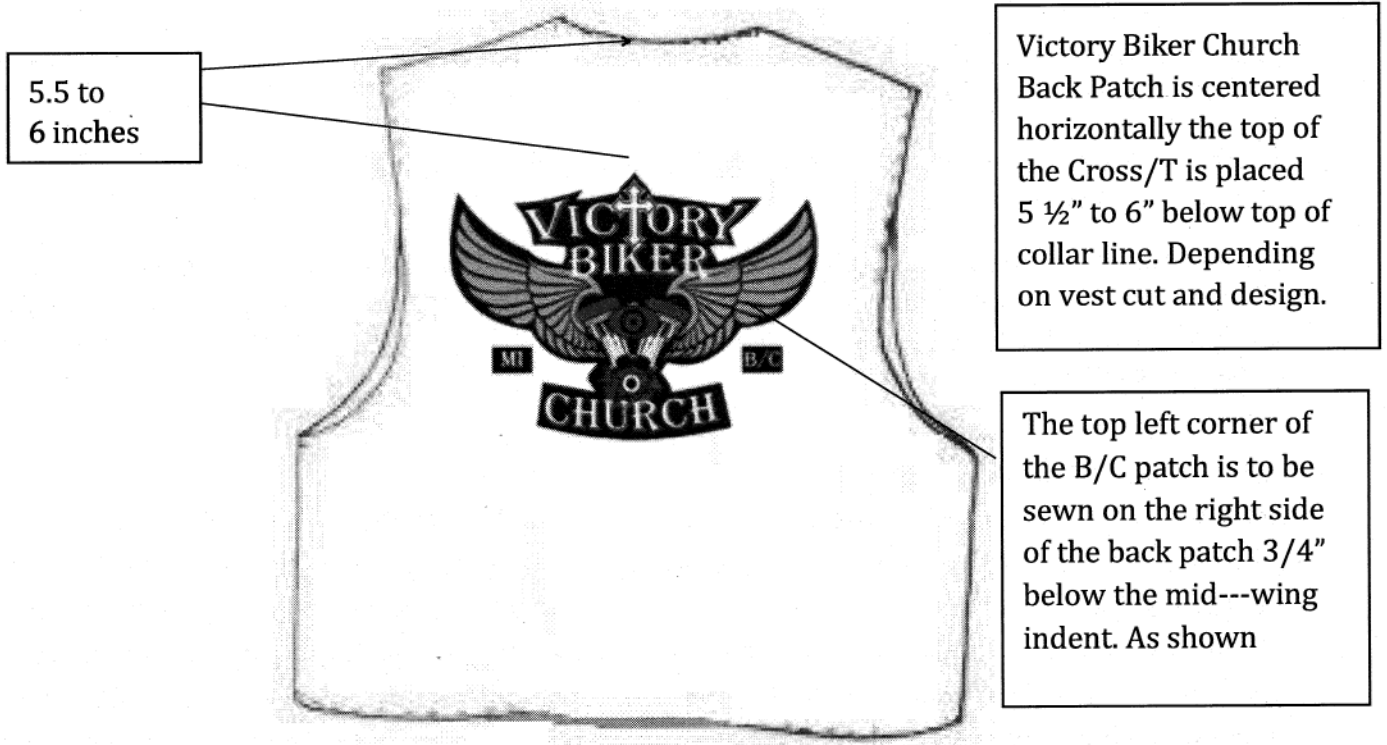 5.5 to
6 inches
Victory Biker Church
Back Patch is centered
horizontally the top of
the Cross/T is placed
5 ½” to 6” below top of
collar line. Depending
on vest cut and design.
VICTORY
BIKER
MI
B/C
CHURCH
The top left corner of
the B/C patch is to be
sewn on the right side
of the back patch 3/4”
below the mid---wing
indent. As shown